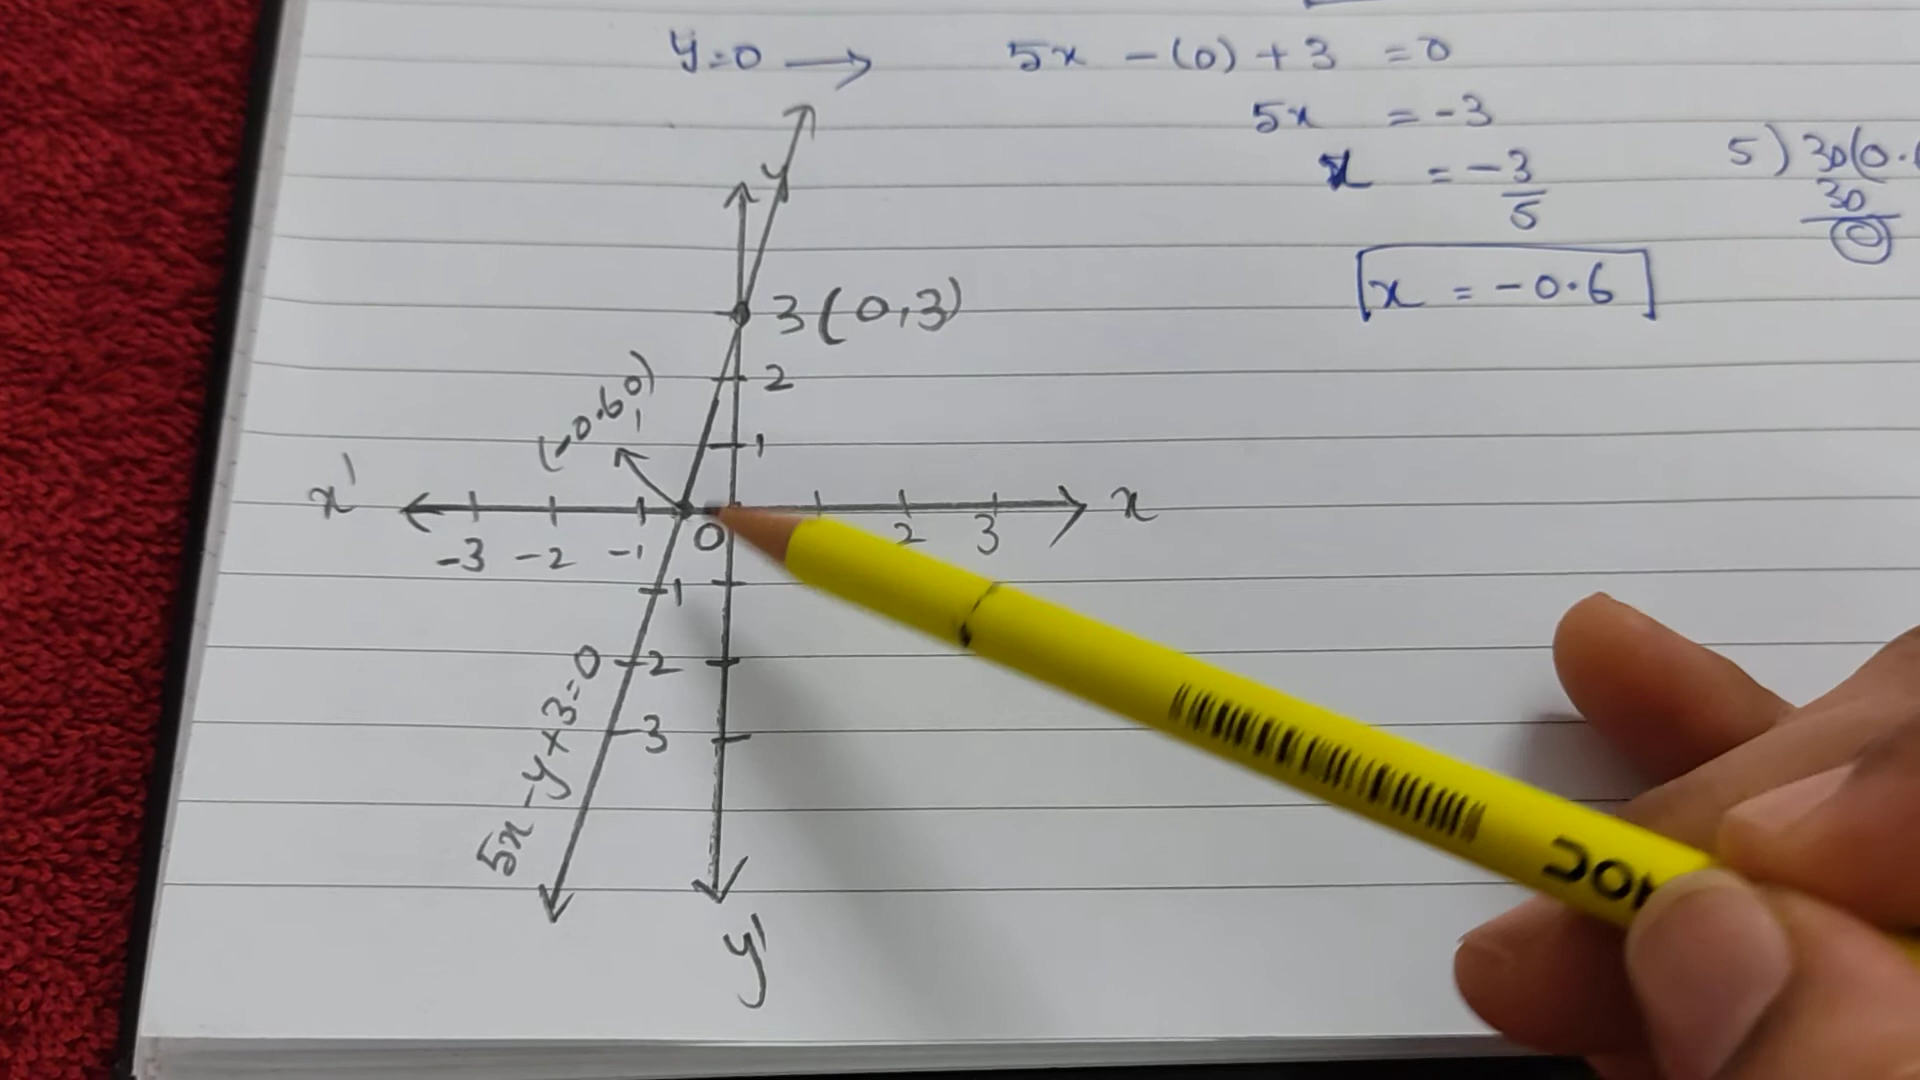 y=0 → 5x - (0) + 3 = 0
5x = -3
x = -3/5
5 ) 30(0.
30
0
x = -0.6
y
3 (0,3)
2
(-0.6,0)
1
x' x
-3 -2 -1 0 2 3
-1
-2
-3
5x-y+3=0
y'